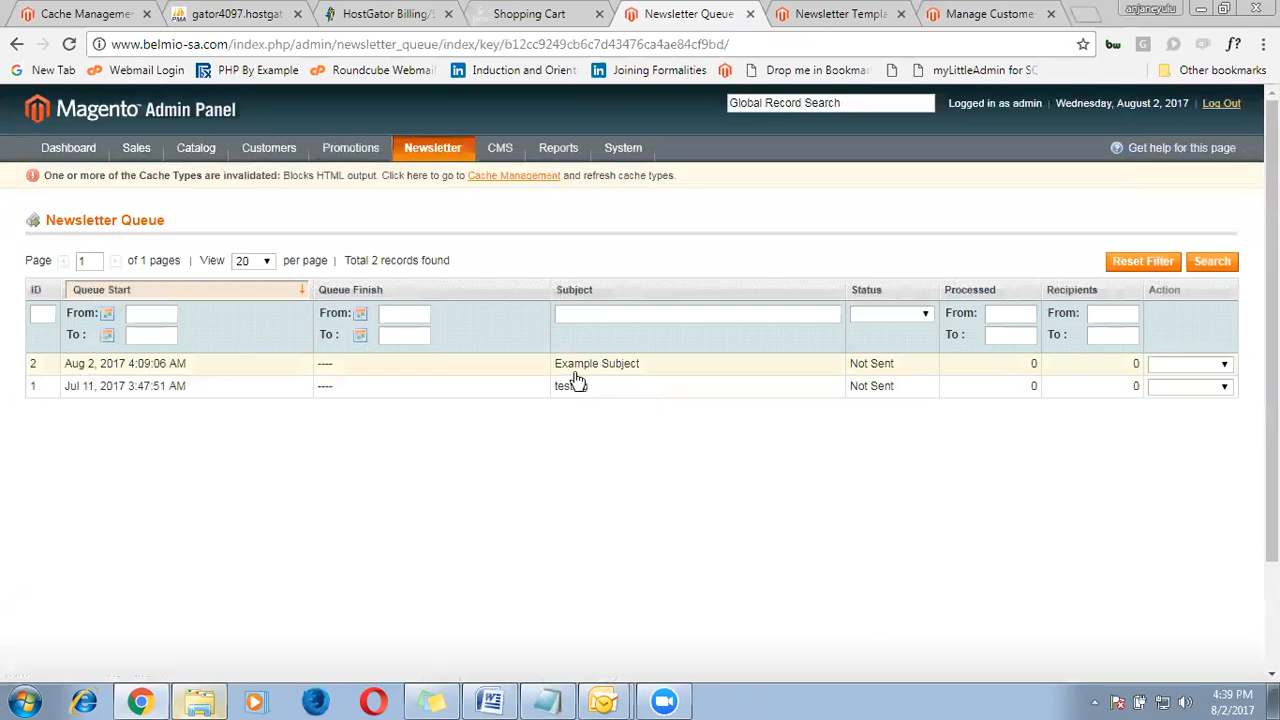 Cache Managemen
gator4097.hostgat
HostGator Billing/S
Shopping Cart
Newsletter Queue
Newsletter Templ
Manage Custome
anjaneyulu
www.belmio-sa.com/index.php/admin/newsletter_queue/index/key/b12cc9249cb6c7d43476ca4ae84cf9bd/
New Tab
Webmail Login
PHP By Example
Roundcube Webmai
Induction and Orient
Joining Formalities
Drop me in Bookmar
myLittleAdmin for SC
Other bookmarks
Magento Admin Panel
Global Record Search
Logged in as admin | Wednesday, August 2, 2017 | Log Out
Dashboard Sales Catalog Customers Promotions Newsletter CMS Reports System
Get help for this page
One or more of the Cache Types are invalidated: Blocks HTML output. Click here to go to Cache Management and refresh cache types.
Newsletter Queue
Page 1 of 1 pages | View 20 per page | Total 2 records found
Reset Filter Search
ID Queue Start Queue Finish Subject Status Processed Recipients Action
From: From: From: From:
To : To : To : To :
2 Aug 2, 2017 4:09:06 AM ---- Example Subject Not Sent 0 0
1 Jul 11, 2017 3:47:51 AM ---- Not Sent 0 0
4:39 PM
8/2/2017